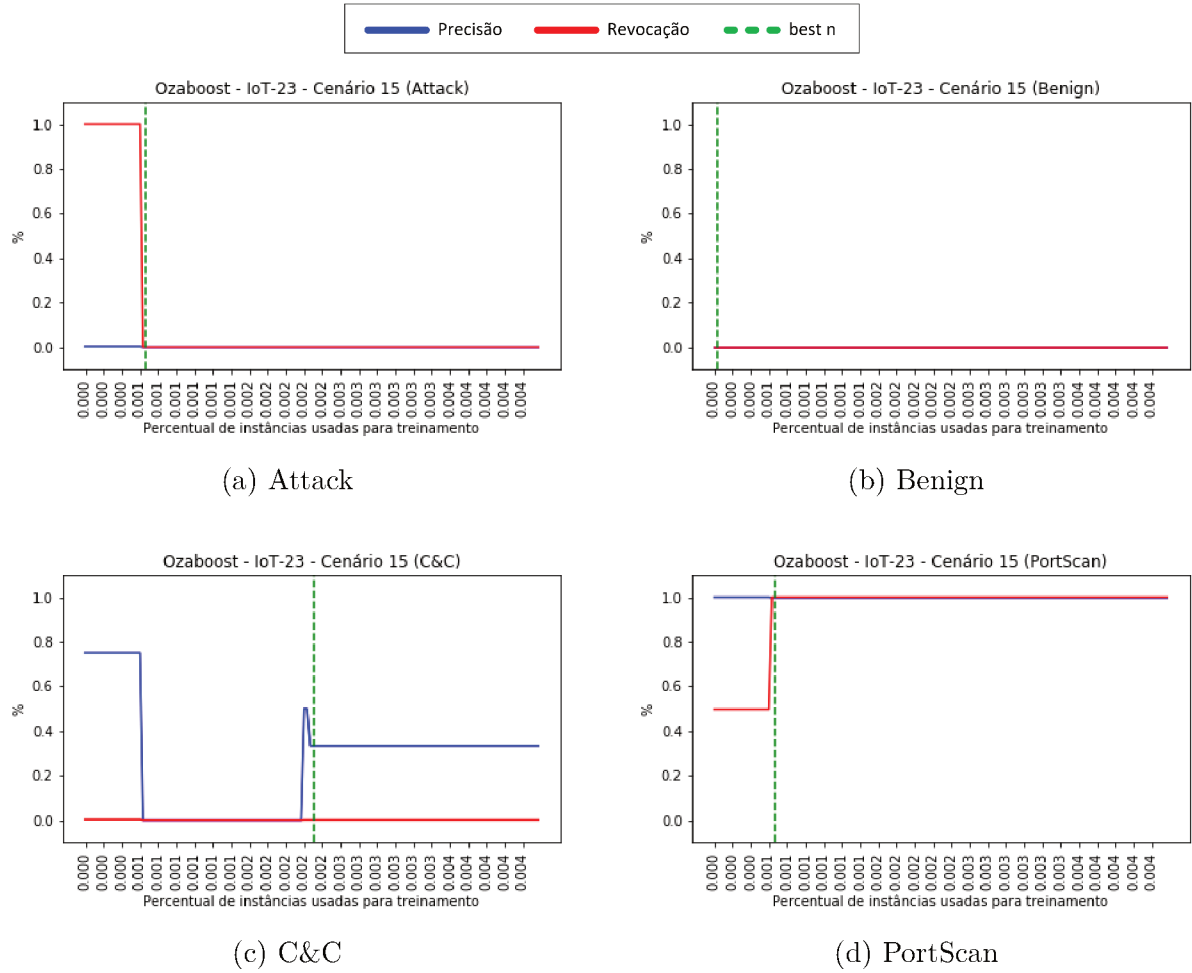 Precisão
Revocação
best n
Ozaboost - IoT-23 - Cenário 15 (Attack)
%
1.0
0.8
0.6
0.4
0.2
0.0
0.000 0.000 0.000 0.001 0.001 0.001 0.001 0.001 0.001 0.002 0.002 0.002 0.002 0.002 0.003 0.003 0.003 0.003 0.003 0.004 0.004 0.004 0.004 0.004 0.004
Percentual de instâncias usadas para treinamento
(a) Attack
Ozaboost - IoT-23 - Cenário 15 (Benign)
%
1.0
0.8
0.6
0.4
0.2
0.0
0.000 0.000 0.000 0.001 0.001 0.001 0.001 0.001 0.001 0.002 0.002 0.002 0.002 0.002 0.003 0.003 0.003 0.003 0.003 0.004 0.004 0.004 0.004 0.004 0.004
Percentual de instâncias usadas para treinamento
(b) Benign
Ozaboost - IoT-23 - Cenário 15 (C&C)
%
1.0
0.8
0.6
0.4
0.2
0.0
0.000 0.000 0.000 0.001 0.001 0.001 0.001 0.001 0.001 0.002 0.002 0.002 0.002 0.002 0.003 0.003 0.003 0.003 0.003 0.004 0.004 0.004 0.004 0.004 0.004
Percentual de instâncias usadas para treinamento
(c) C&C
Ozaboost - IoT-23 - Cenário 15 (PortScan)
%
1.0
0.8
0.6
0.4
0.2
0.0
0.000 0.000 0.000 0.001 0.001 0.001 0.001 0.001 0.001 0.002 0.002 0.002 0.002 0.002 0.003 0.003 0.003 0.003 0.003 0.004 0.004 0.004 0.004 0.004 0.004
Percentual de instâncias usadas para treinamento
(d) PortScan